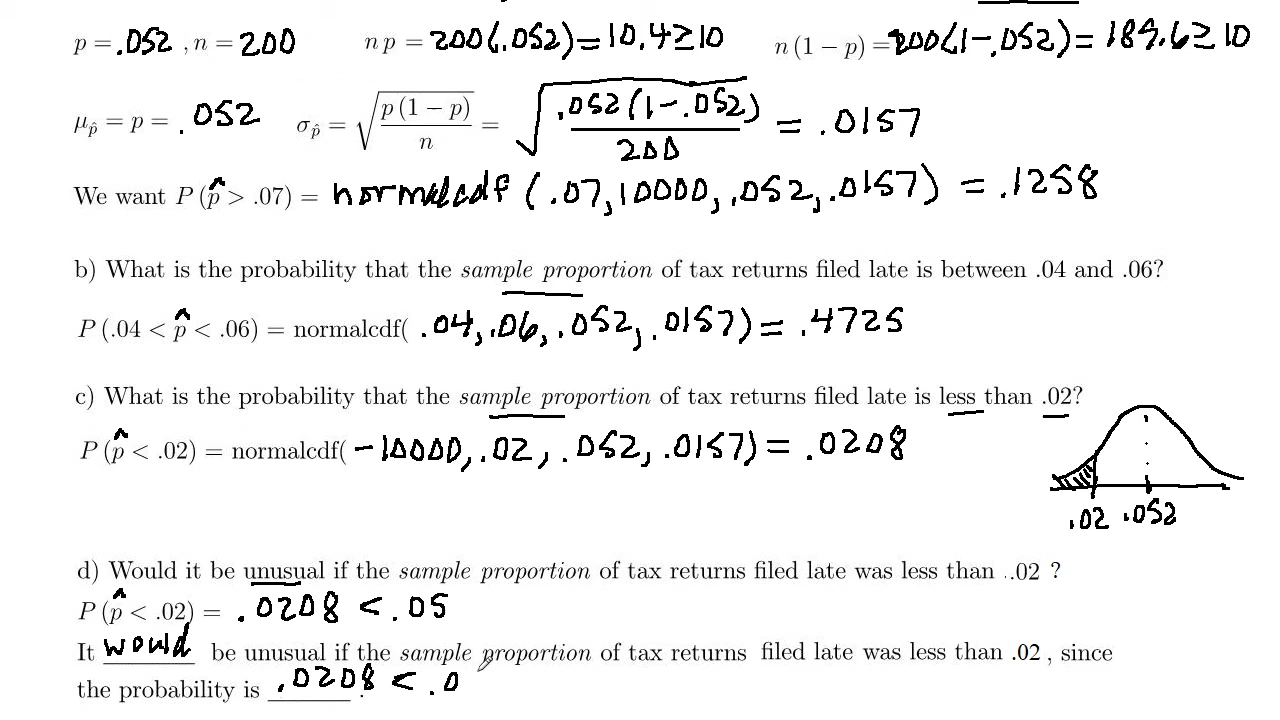 p = .052 , n = 200 n p = 200(.052) = 10.4 ≥ 10 n (1 − p) = 200(1−.052) = 189.6 ≥ 10
μp̂ = p = .052 σp̂ = √(p (1 − p) / n) = √(.052(1−.052) / 200) = .0157
We want P (p̂ > .07) = normalcdf (.07,10000,.052,.0157) = .1258
b) What is the probability that the sample proportion of tax returns filed late is between .04 and .06?
P (.04 < p̂ < .06) = normalcdf( .04,.06,.052,.0157) = .4725
c) What is the probability that the sample proportion of tax returns filed late is less than .02?
P (p̂ < .02) = normalcdf( −10000,.02,.052,.0157) = .0208
.02 .052
d) Would it be unusual if the sample proportion of tax returns filed late was less than ..02 ?
P (p̂ < .02) = .0208 < .05
It would be unusual if the sample proportion of tax returns filed late was less than .02 , since
the probability is .0208 < .0